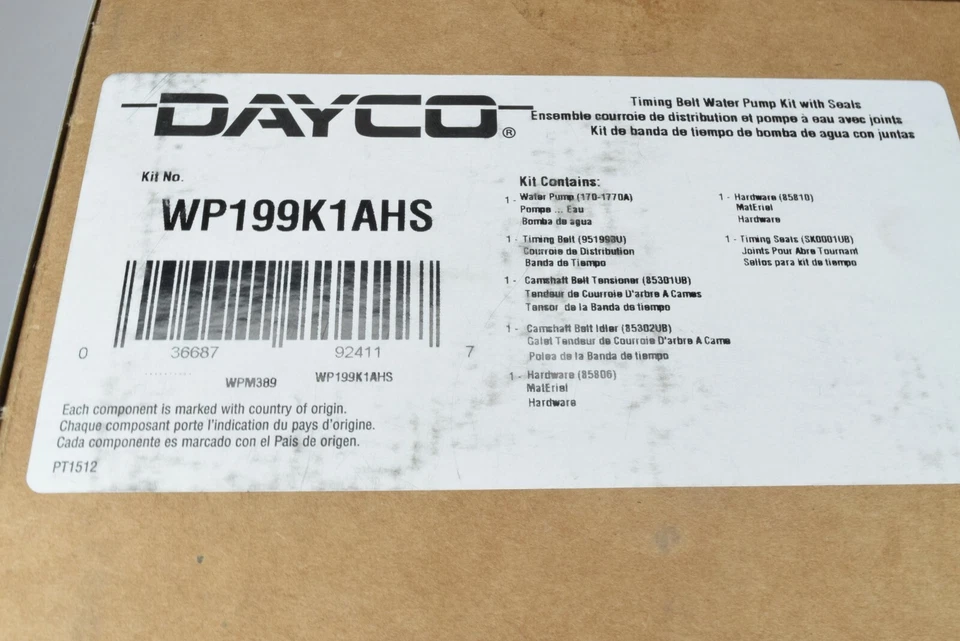 DAYCO®
Timing Belt Water Pump Kit with Seals
Ensemble courroie de distribution et pompe à eau avec joints
Kit de banda de tiempo de bomba de agua con juntas
Kit No.
WP199K1AHS
0 36687 92411 7
WPM389 WP199K1AHS
Each component is marked with country of origin.
Chaque composant porte l'indication du pays d'origine.
Cada componente es marcado con el Pais de origen.
PT1512
Kit Contains:
1 - Water Pump (170-1770A)
Pompe ... Eau
Bomba de agua
1 - Timing Belt (95199BU)
Courroie de Distribution
Banda de Tiempo
1 - Camshaft Belt Tensioner (85301UB)
Tendeur de Courroie D'arbre A Cames
Tensor de la Banda de tiempo
1 - Camshaft Belt Idler (85302UB)
Galet Tendeur de Courroie D'arbre A Came
Polea de la Banda de tiempo
1 - Hardware (85806)
MatEriel
Hardware
1 - Hardware (85810)
MatEriel
Hardware
1 - Timing Seals (SK0001UB)
Joints Pour Abre Tournant
Sellos para kit de tiempo